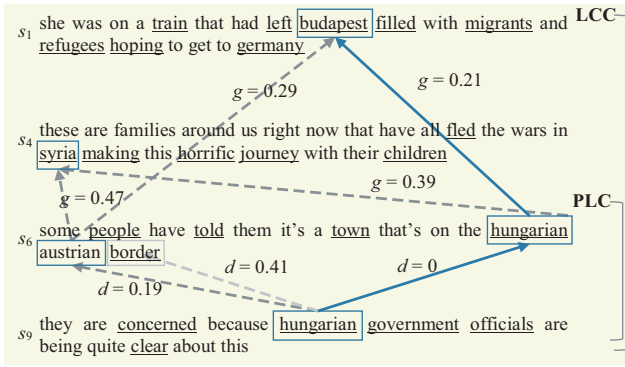 LCC
s1 she was on a train that had left budapest filled with migrants and
refugees hoping to get to germany
g = 0.29
g = 0.21
s4 these are families around us right now that have all fled the wars in
syria making this horrific journey with their children
g = 0.47
g = 0.39
PLC
s6 some people have told them it's a town that's on the hungarian
austrian border
d = 0.41
d = 0
d = 0.19
s9 they are concerned because hungarian government officials are
being quite clear about this